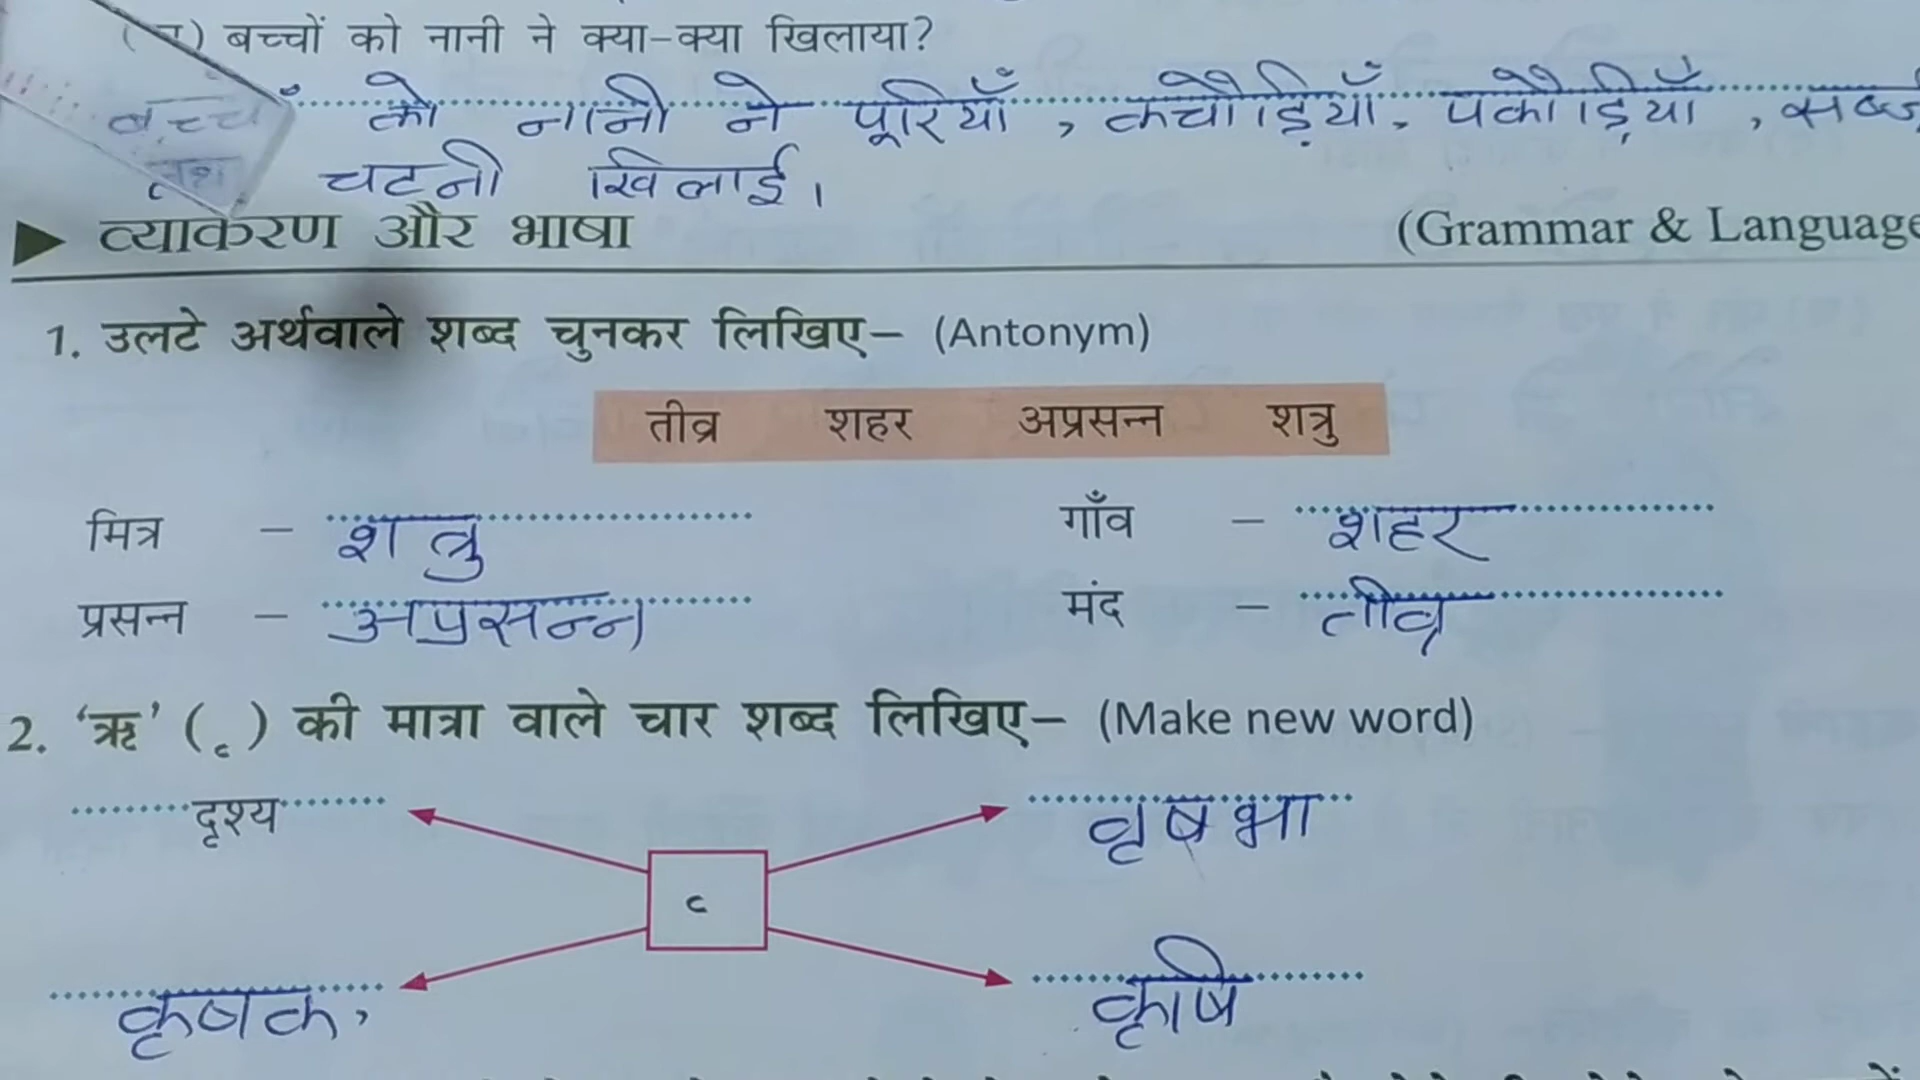 बच्चों को नानी ने क्या-क्या खिलाया?
को नानी ने पूरियाँ, कचौड़ियाँ, पकौड़ियाँ,
चटनी खिलाई।
व्याकरण और भाषा (Grammar & Language
1. उलटे अर्थवाले शब्द चुनकर लिखिए– (Antonym)
तीव्र शहर अप्रसन्न शत्रु
मित्र – शत्रु गाँव – शहर
प्रसन्न – अप्रसन्न मंद – तीव्र
2. ‘ऋ’ (ृ) की मात्रा वाले चार शब्द लिखिए– (Make new word)
दृश्य वृषभा
ृ
कृषक, कृषि